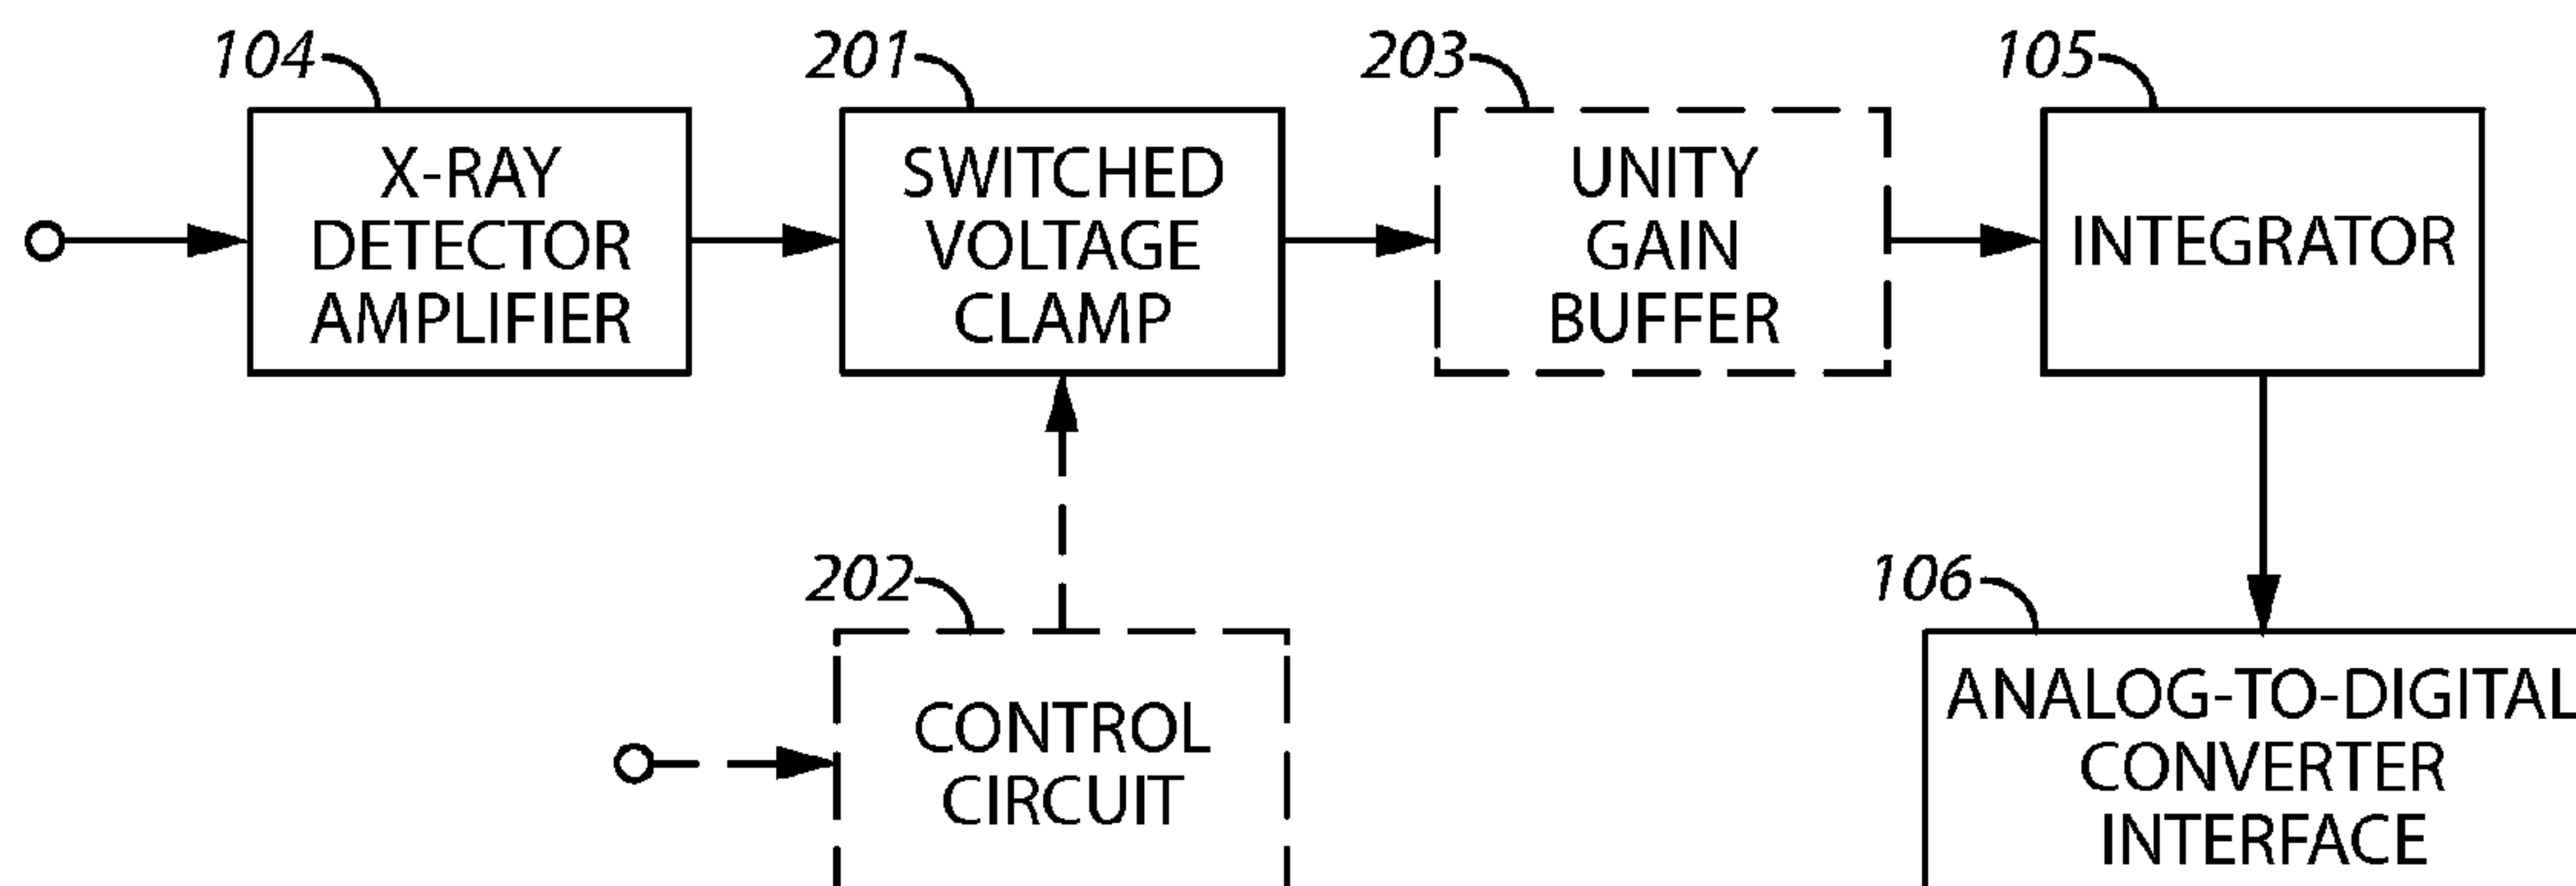 104
X-RAY
DETECTOR
AMPLIFIER
201
SWITCHED
VOLTAGE
CLAMP
203
UNITY
GAIN
BUFFER
105
INTEGRATOR
202
CONTROL
CIRCUIT
106
ANALOG-TO-DIGITAL
CONVERTER
INTERFACE